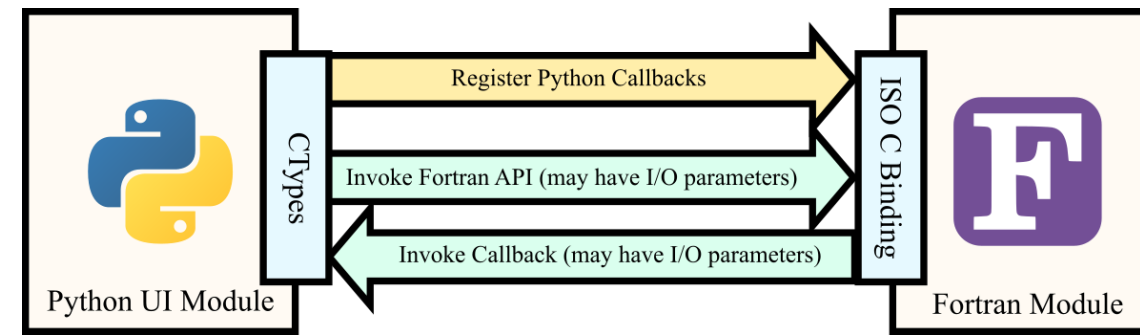 Register Python Callbacks
CTypes
ISO C Binding
Invoke Fortran API (may have I/O parameters)
Invoke Callback (may have I/O parameters)
Python UI Module
F
Fortran Module